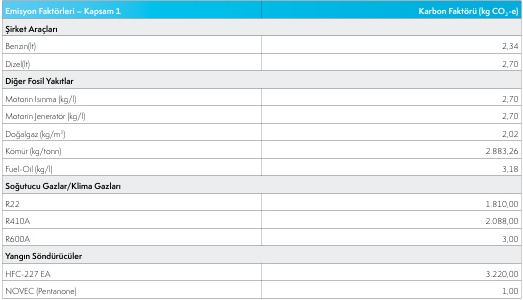 Emisyon Faktörleri – Kapsam 1 Karbon Faktörü (kg CO₂-e)
Şirket Araçları
Benzin(lt) 2,34
Dizel(lt) 2,70
Diğer Fosil Yakıtlar
Motorin Isınma (kg/l) 2,70
Motorin Jeneratör (kg/l) 2,70
Doğalgaz (kg/m³) 2,02
Kömür (kg/tonn) 2.883,26
Fuel-Oil (kg/l) 3,18
Soğutucu Gazlar/Klima Gazları
R22 1.810,00
R410A 2.088,00
R600A 3,00
Yangın Söndürücüler
HFC-227 EA 3.220,00
NOVEC (Pentanone) 1,00